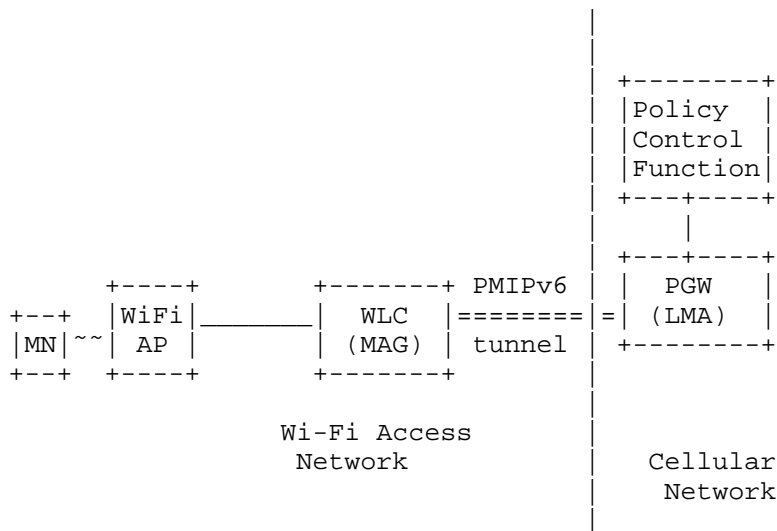 Policy
Control
Function
PMIPv6 PGW
WiFi WLC (LMA)
MN ~~ AP (MAG) tunnel
Wi-Fi Access
Network Cellular
Network